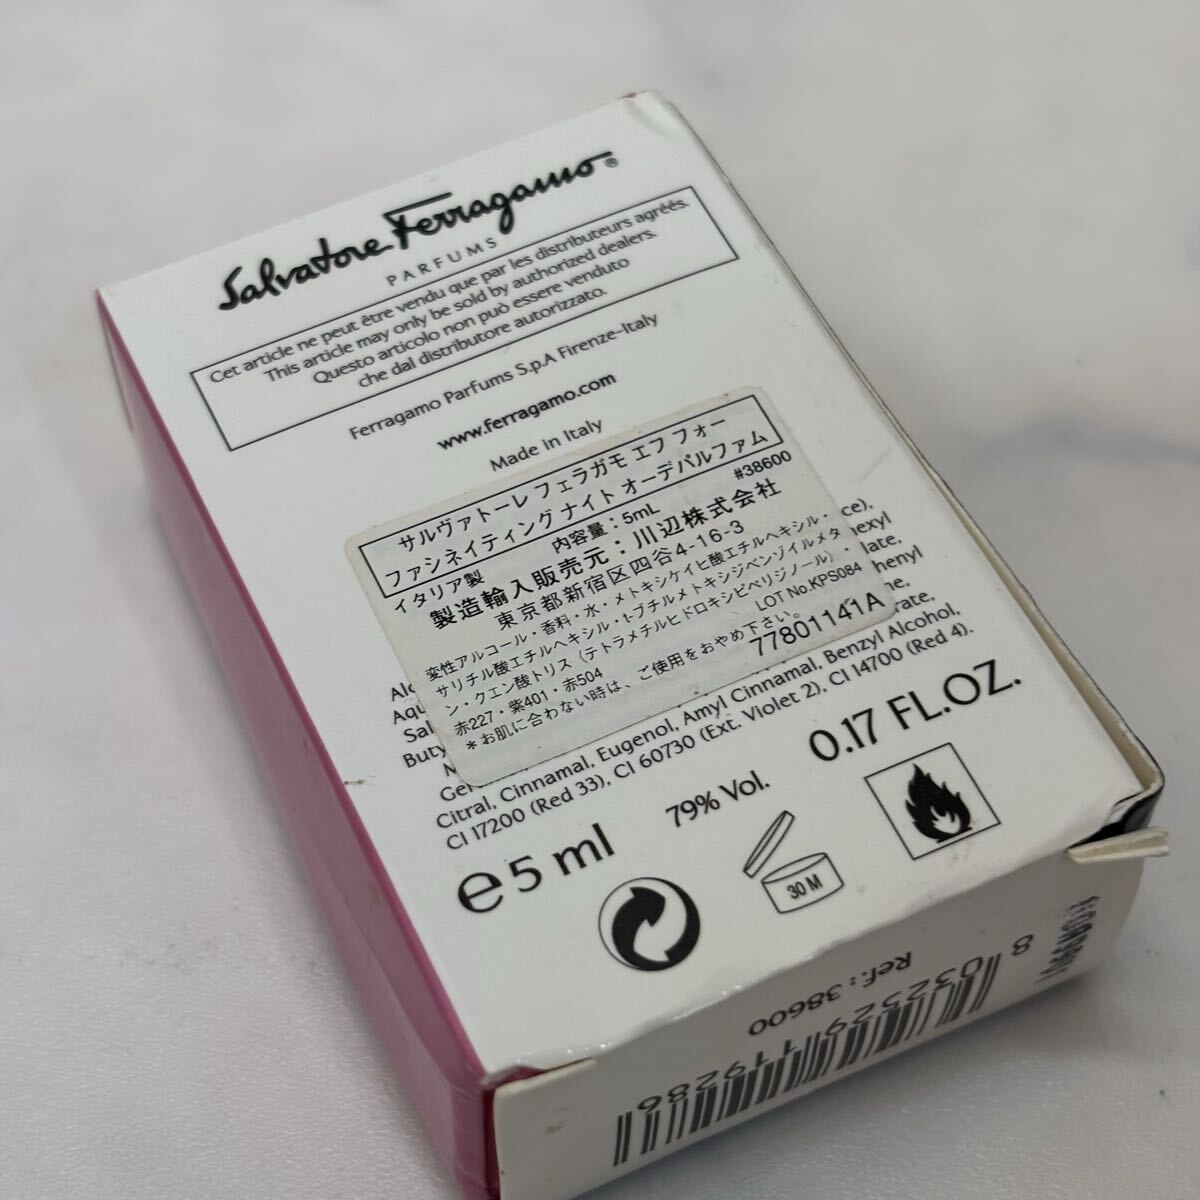 Salvatore Ferragamo®
PARFUMS
Cet article ne peut être vendu que par les distributeurs agréés.
This article may only be sold by authorized dealers.
Questo articolo non può essere venduto
che dal distributore autorizzato.
Ferragamo Parfums S.p.A Firenze-Italy
www.ferragamo.com
Made in Italy
サルヴァトーレ フェラガモ エフ フォー
ファシネイティング ナイト オーデパルファム
イタリア製 内容量:5mL #38600
製造輸入販売元:川辺株式会社
東京都新宿区四谷4-16-3
変性アルコール・香料・水・メトキシケイヒ酸エチルヘキシル・
サリチル酸エチルヘキシル・t-ブチルメトキシジベンゾイルメタ
ン・クエン酸トリス(テトラメチルヒドロキシピペリジノール)・
赤227・紫401・赤504 LOT No.KPS084
*お肌に合わない時は、ご使用をおやめ下さい。 77801141A
Citral, Cinnamal, Eugenol, Amyl Cinnamal, Benzyl Alcohol,
CI 17200 (Red 33), CI 60730 (Ext. Violet 2), CI 14700 (Red 4).
℮ 5 ml 79% Vol. 0.17 FL.OZ.
30 M
Ref.: 38600
8 032529 119286